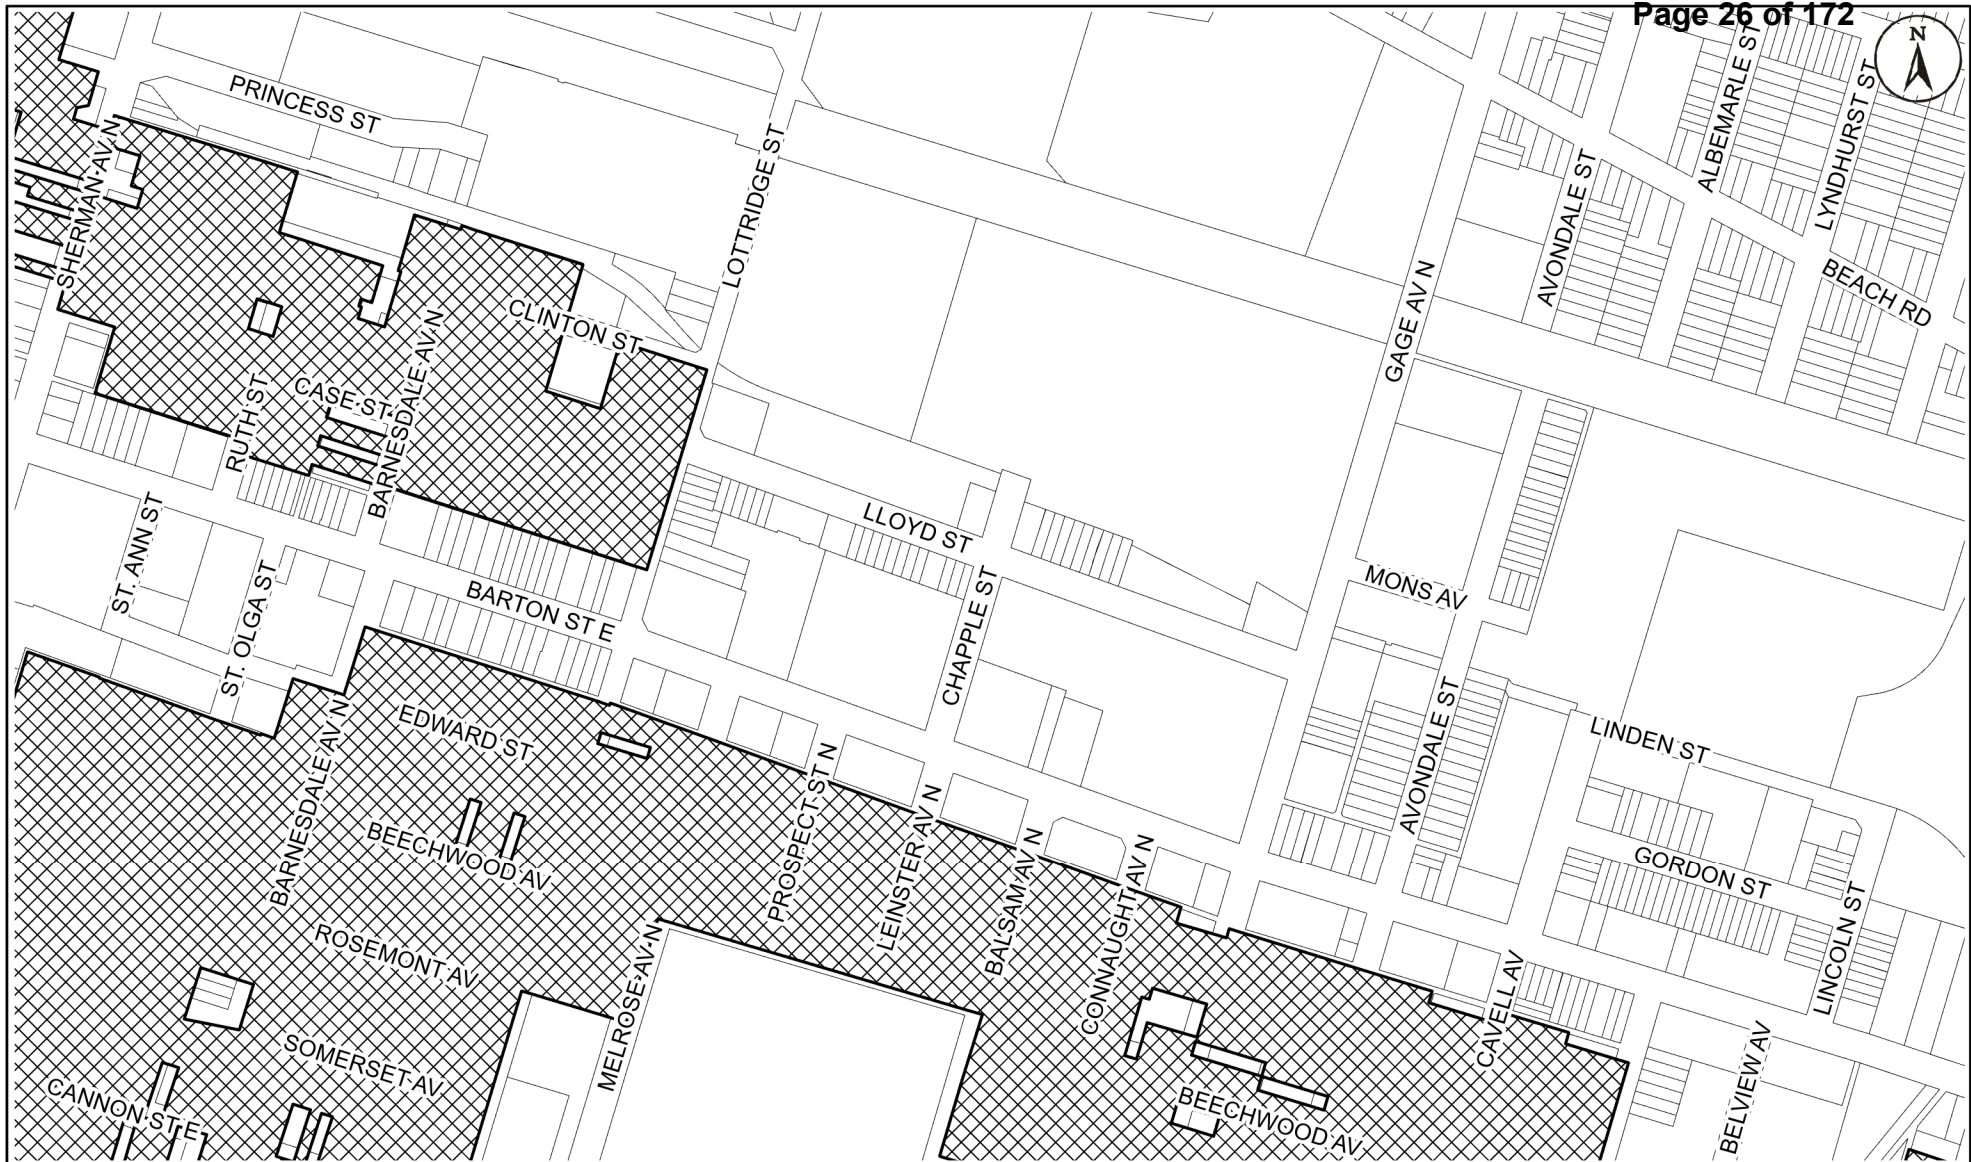 Page 26 of 172
N
PRINCESS ST
SHERMAN AV N
LOTTRIDGE ST
ALBEMARLE ST
LYNDHURST ST
AVONDALE ST
BEACH RD
GAGE AV N
CLINTON ST
BARNESDALE AV N
CASE ST
RUTH ST
ST. ANN ST
ST. OLGA ST
BARTON ST E
LLOYD ST
CHAPPLE ST
MONS AV
AVONDALE ST
LINDEN ST
GORDON ST
LINCOLN ST
EDWARD ST
BARNESDALE AV N
BEECHWOOD AV
PROSPECT ST N
LEINSTER AV N
BALSAM AV N
CONNAUGHT AV N
CAVELL AV
BELVIEW AV
ROSEMONT AV
MELROSE AV N
SOMERSET AV
CANNON ST E
BEECHWOOD AV